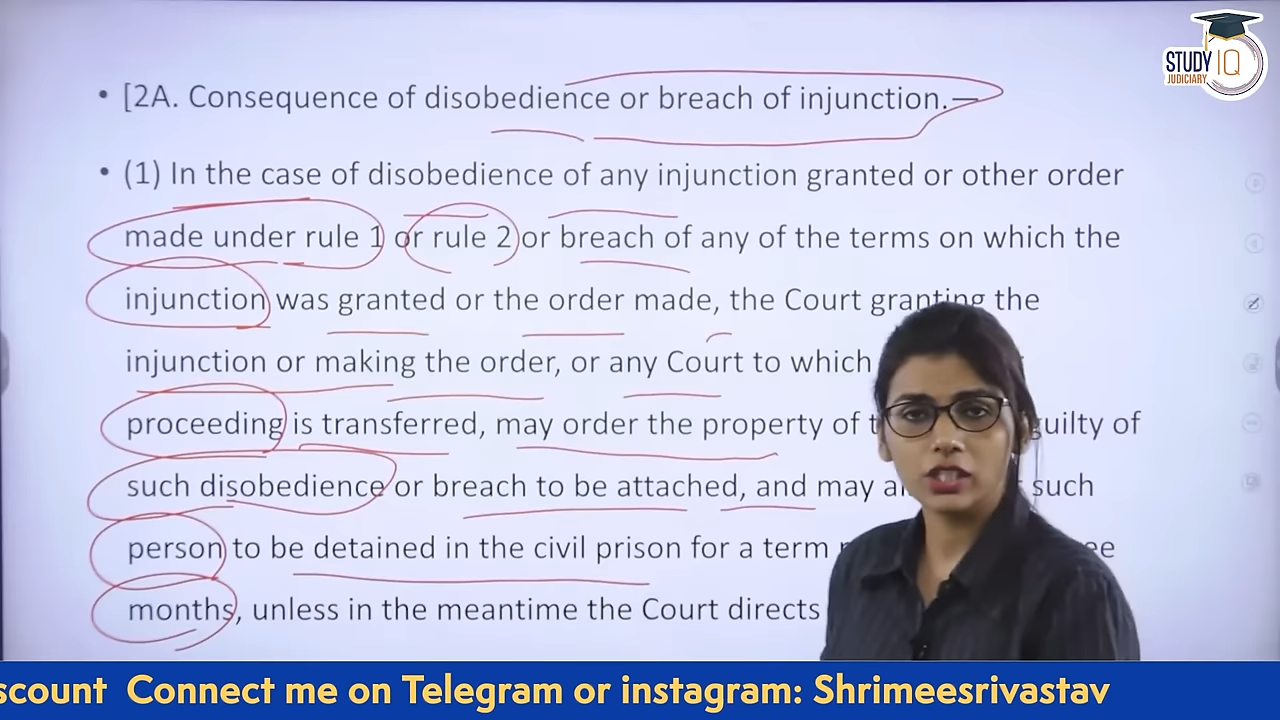 STUDY IQ
JUDICIARY
• [2A. Consequence of disobedience or breach of injunction.—
• (1) In the case of disobedience of any injunction granted or other order
made under rule 1 or rule 2 or breach of any of the terms on which the
injunction was granted or the order made, the Court granting the
injunction or making the order, or any Court to which
proceeding is transferred, may order the property of guilty of
such disobedience or breach to be attached, and may such
person to be detained in the civil prison for a term
months, unless in the meantime the Court directs
scount Connect me on Telegram or instagram: Shrimeesrivastav